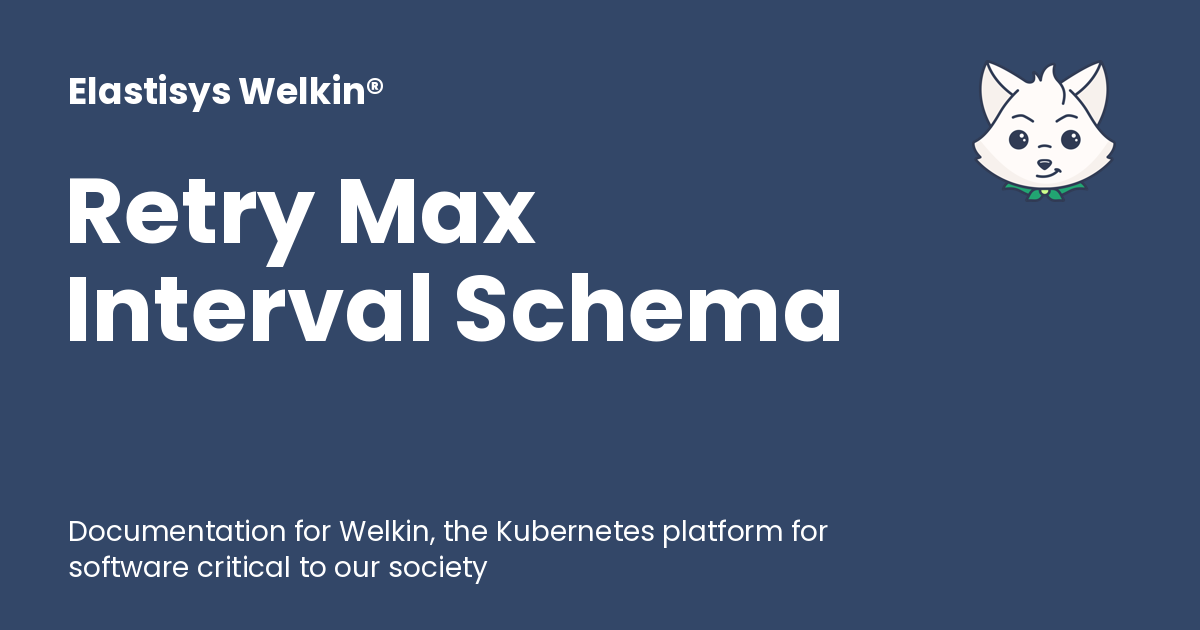 Elastisys Welkin®
Retry Max
Interval Schema
Documentation for Welkin, the Kubernetes platform for
software critical to our society